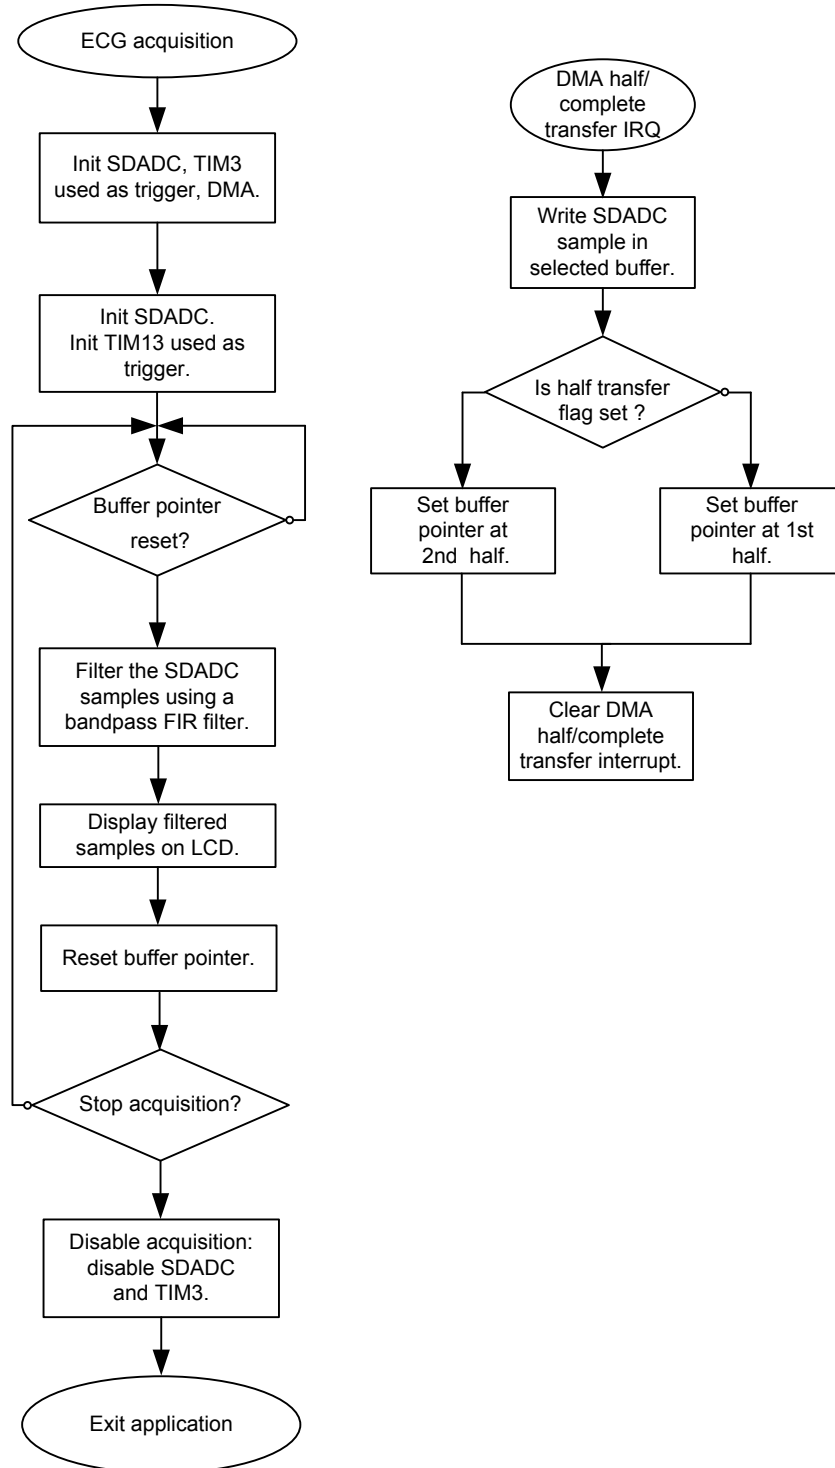 ECG acquisition
Init SDADC, TIM3
used as trigger, DMA.
Init SDADC.
Init TIM13 used as
trigger.
Buffer pointer
reset?
Filter the SDADC
samples using a
bandpass FIR filter.
Display filtered
samples on LCD.
Reset buffer pointer.
Stop acquisition?
Disable acquisition:
disable SDADC
and TIM3.
Exit application
DMA half/
complete
transfer IRQ
Write SDADC
sample in
selected buffer.
Is half transfer
flag set ?
Set buffer
pointer at
2nd  half.
Set buffer
pointer at 1st
half.
Clear DMA
half/complete
transfer interrupt.